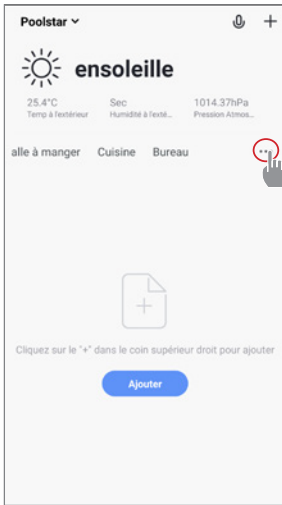 Poolstar
ensoleille
25.4°C Sec 1014.37hPa
Temp à l'extérieur Humidité à l'exté... Pression Atmos...
alle à manger Cuisine Bureau ...
Cliquez sur le "+" dans le coin supérieur droit pour ajouter
Ajouter